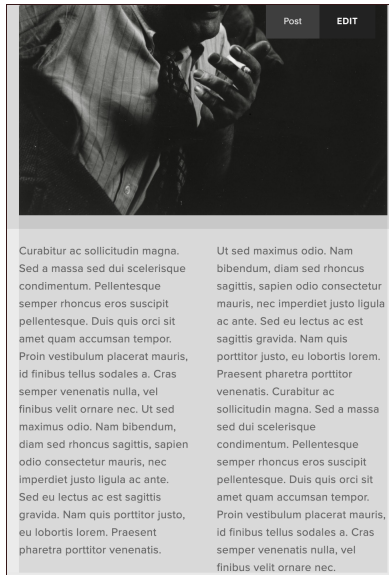 Post
EDIT
Curabitur ac sollicitudin magna.
Sed a massa sed dui scelerisque
condimentum. Pellentesque
semper rhoncus eros suscipit
pellentesque. Duis quis orci sit
amet quam accumsan tempor.
Proin vestibulum placerat mauris,
id finibus tellus sodales a. Cras
semper venenatis nulla, vel
finibus velit ornare nec. Ut sed
maximus odio. Nam bibendum,
diam sed rhoncus sagittis, sapien
odio consectetur mauris, nec
imperdiet justo ligula ac ante.
Sed eu lectus ac est sagittis
gravida. Nam quis porttitor justo,
eu lobortis lorem. Praesent
pharetra porttitor venenatis.
Ut sed maximus odio. Nam
bibendum, diam sed rhoncus
sagittis, sapien odio consectetur
mauris, nec imperdiet justo ligula
ac ante. Sed eu lectus ac est
sagittis gravida. Nam quis
porttitor justo, eu lobortis lorem.
Praesent pharetra porttitor
venenatis. Curabitur ac
sollicitudin magna. Sed a massa
sed dui scelerisque
condimentum. Pellentesque
semper rhoncus eros suscipit
pellentesque. Duis quis orci sit
amet quam accumsan tempor.
Proin vestibulum placerat mauris,
id finibus tellus sodales a. Cras
semper venenatis nulla, vel
finibus velit ornare nec.